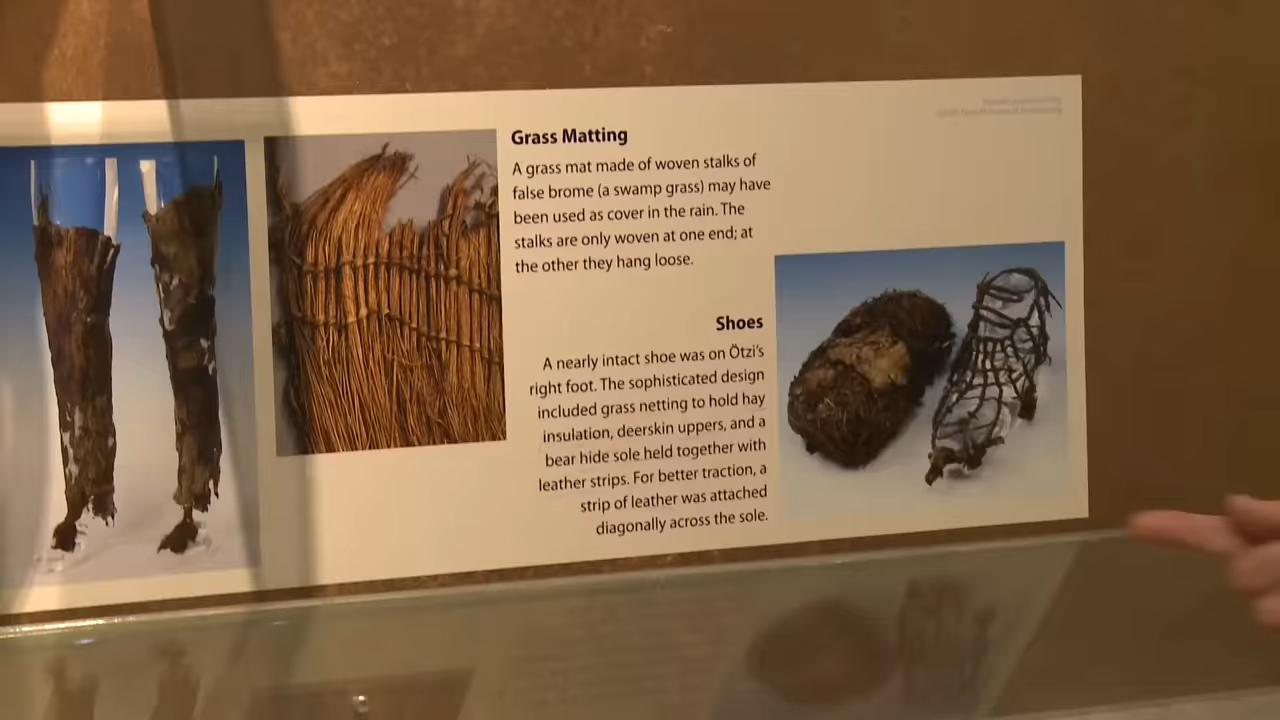 Grass Matting
A grass mat made of woven stalks of
false brome (a swamp grass) may have
been used as cover in the rain. The
stalks are only woven at one end; at
the other they hang loose.
Shoes
A nearly intact shoe was on Ötzi's
right foot. The sophisticated design
included grass netting to hold hay
insulation, deerskin uppers, and a
bear hide sole held together with
leather strips. For better traction, a
strip of leather was attached
diagonally across the sole.